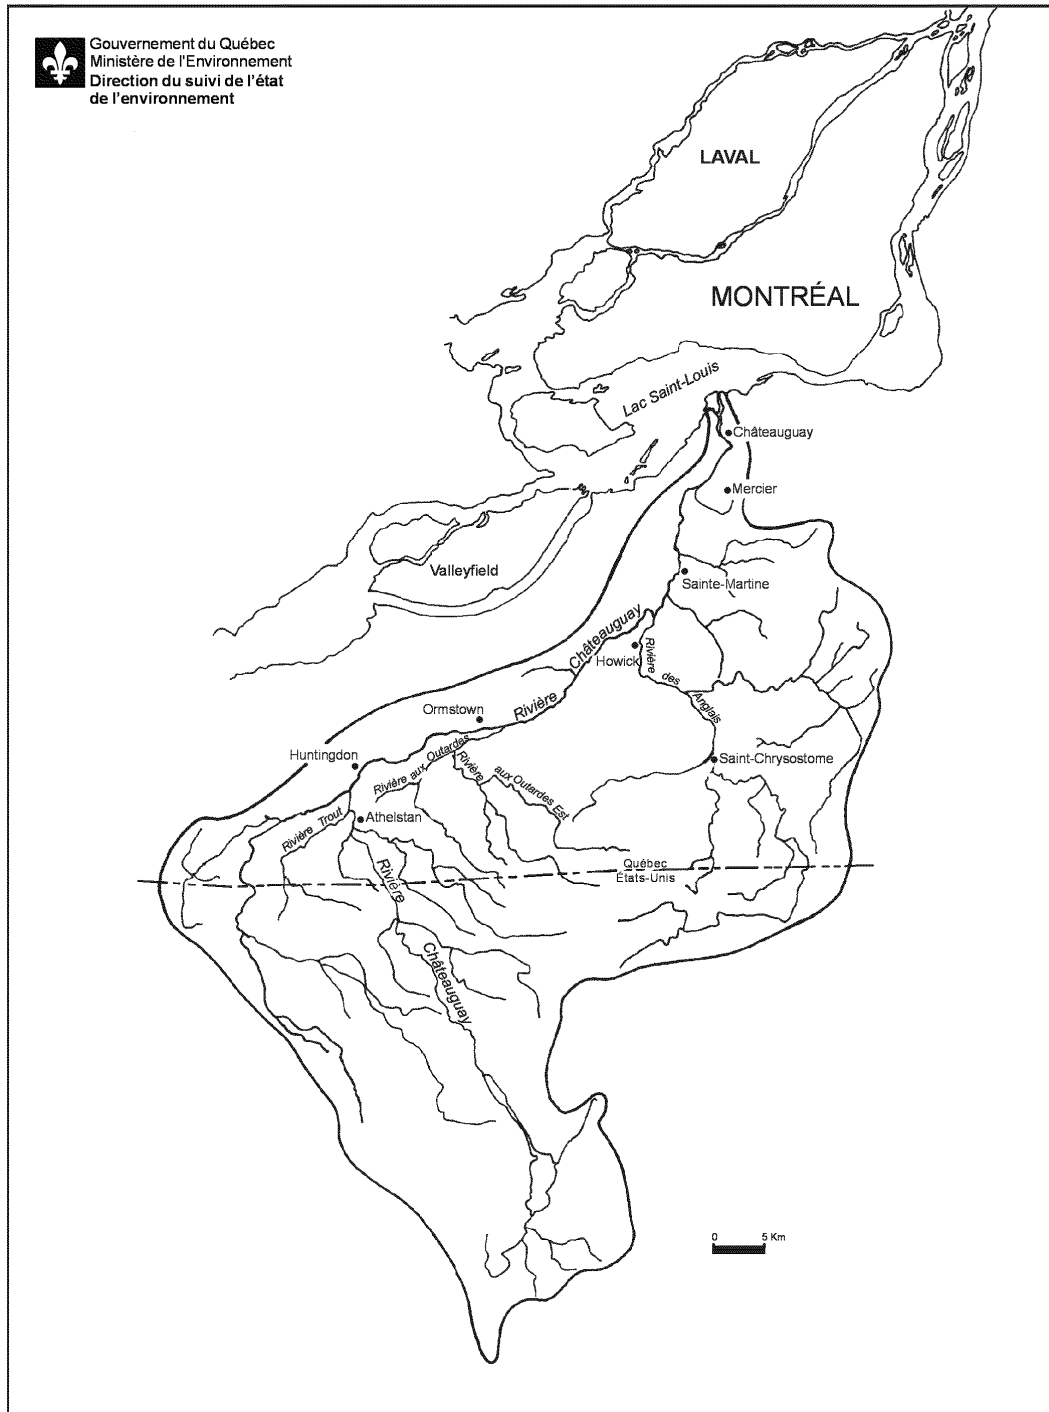 Gouvernement du Québec
Ministère de l'Environnement
Direction du suivi de l'état
de l'environnement
LAVAL
MONTRÉAL
Lac Saint-Louis
Châteauguay
Mercier
Valleyfield
Sainte-Martine
Châteauguay
Howick
Rivière
des
Anglais
Rivière
Ormstown
Saint-Chrysostome
Huntingdon
Rivière aux Outardes
Rivière
aux Outardes Est
Rivière Trout
Athelstan
Québec
États-Unis
Rivière
Châteauguay
0 5 Km